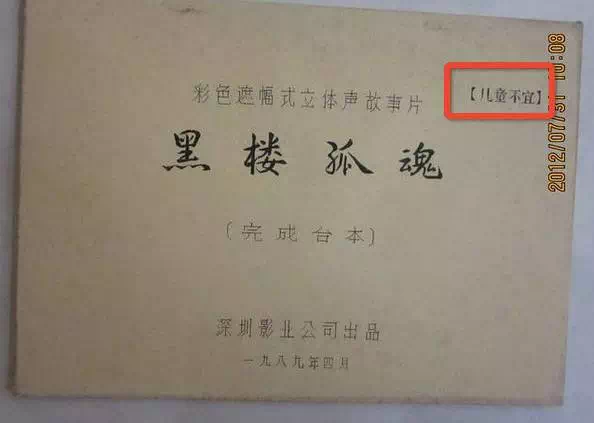 彩色遮幅式立体声故事片
【儿童不宜】
黑楼孤魂
(完成台本)
深圳影业公司出品
一九八九年四月
2012/07/31 10:08